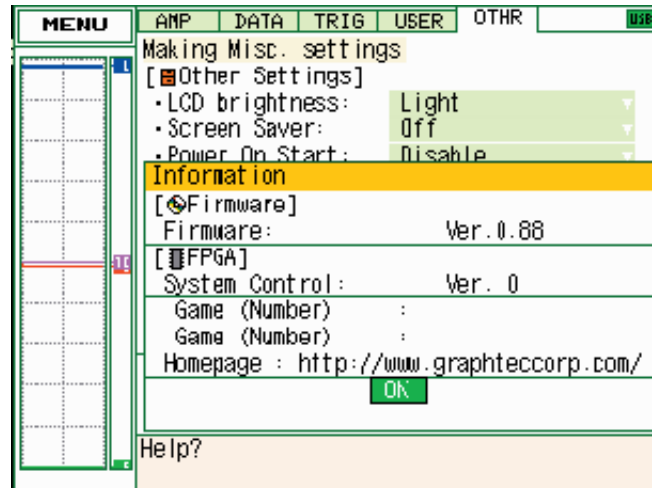 MENU AMP DATA TRIG USER OTHR USB
Making Misc. settings
[Other Settings]
・LCD brightness: Light
・Screen Saver: Off
・Power On Start: Disable
Information
[Firmware]
Firmware: Ver.0.88
[FPGA]
System Control: Ver. 0
Game (Number) :
Game (Number) :
Homepage : http://www.graphteccorp.com/
ON
Help?